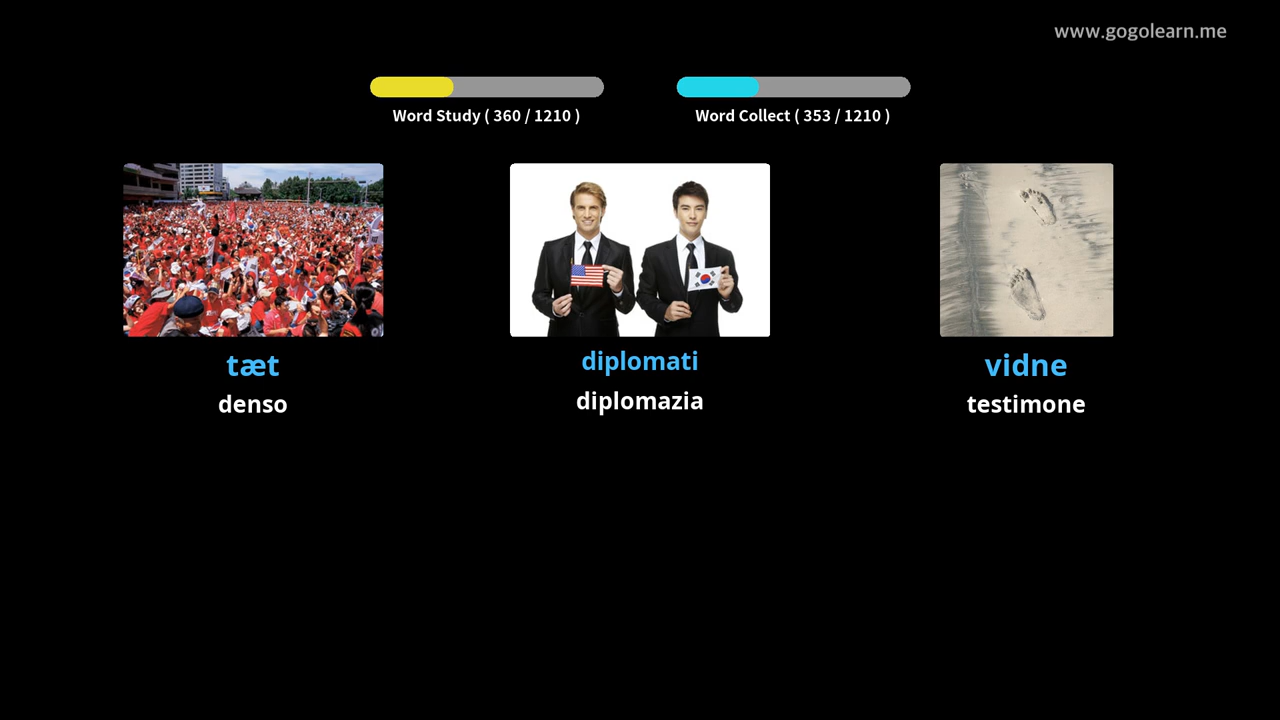 www.gogolearn.me
Word Study ( 360 / 1210 )
Word Collect ( 353 / 1210 )
tæt
denso
diplomati
diplomazia
vidne
testimone